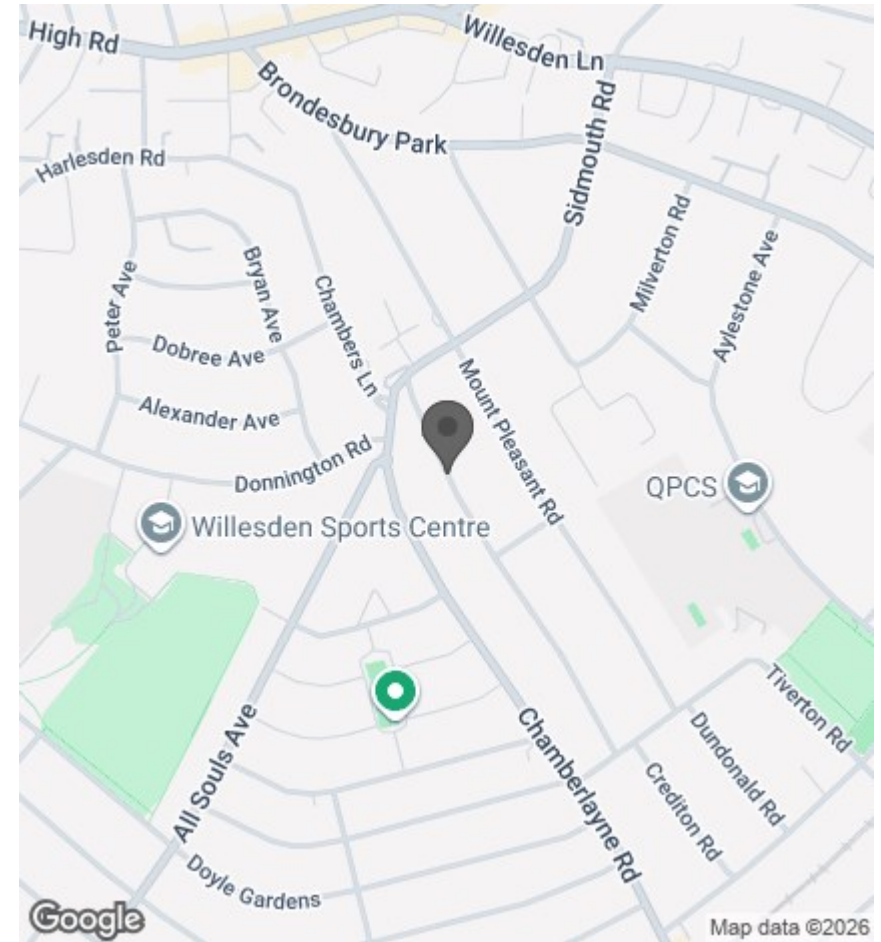 High Rd
Willesden Ln
Brondesbury Park
Sidmouth Rd
Harlesden Rd
Milverton Rd
Aylestone Ave
Peter Ave
Bryan Ave
Chambers Ln
Dobree Ave
Mount Pleasant Rd
Alexander Ave
Donnington Rd
QPCS
Willesden Sports Centre
Tiverton Rd
All Souls Ave
Chamberlayne Rd
Dundonald Rd
Crediton Rd
Doyle Gardens
Google
Map data ©2026